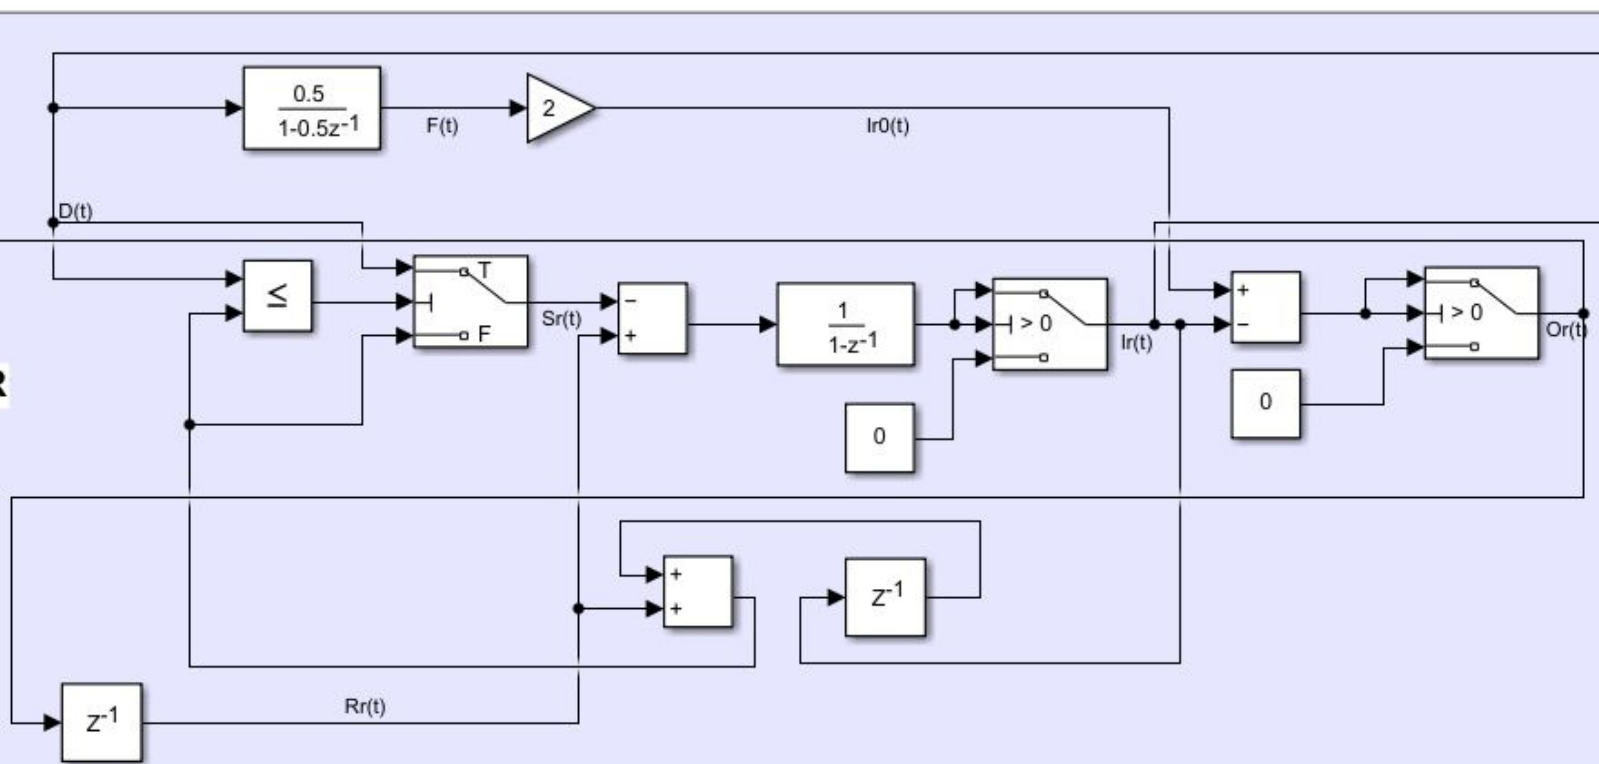 0.5
1-0.5z-1
F(t)
2
Ir0(t)
D(t)
≤
T
F
Sr(t)
−
+
1
1-z-1
> 0
Ir(t)
0
+
−
> 0
Or(t)
0
R
+
+
Z-1
Z-1
Rr(t)